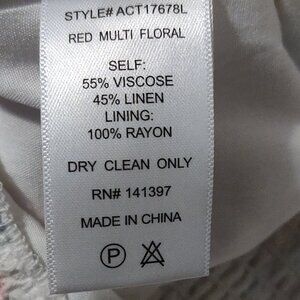 STYLE# ACT17678L
RED MULTI FLORAL
SELF:
55% VISCOSE
45% LINEN
LINING:
100% RAYON
DRY CLEAN ONLY
RN# 141397
MADE IN CHINA
P